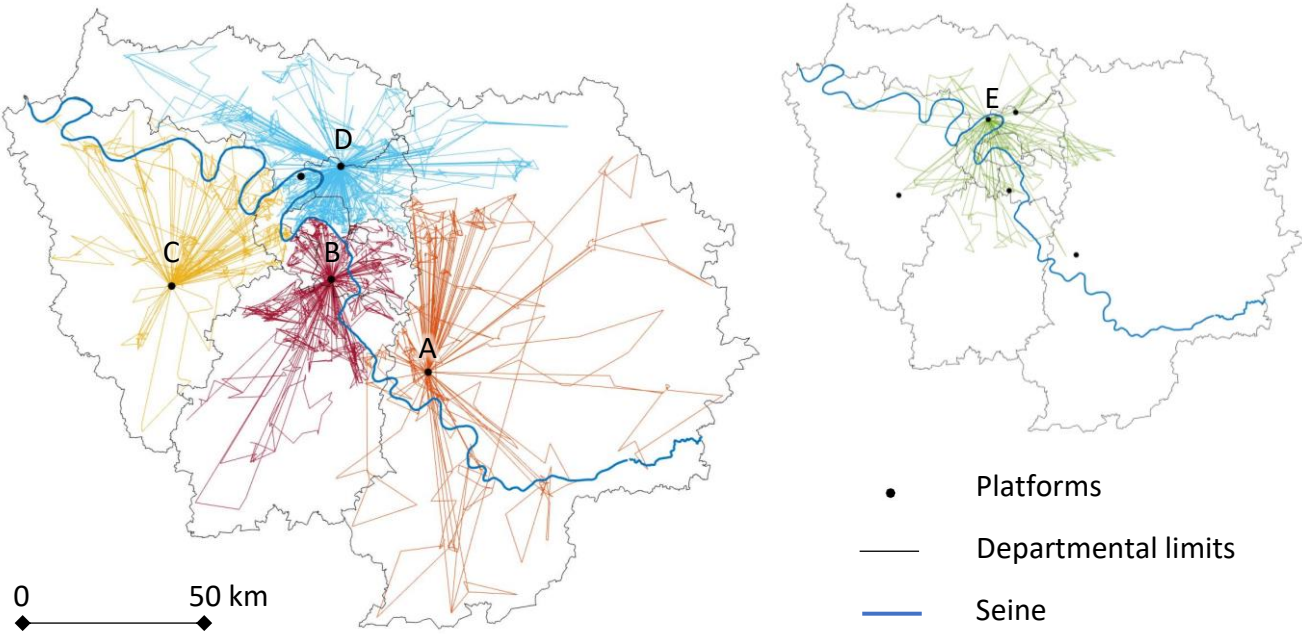 D
E
C
B
A
0 50 km
Platforms
Departmental limits
Seine